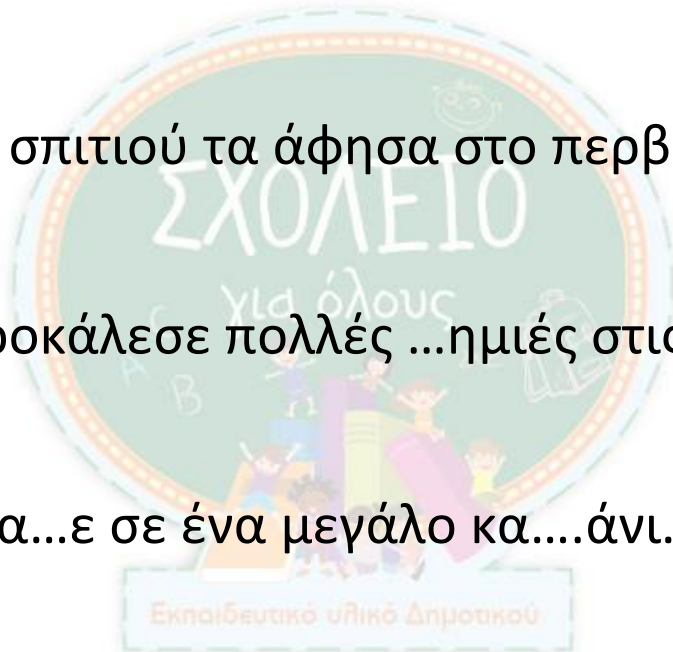 σπιτιού τα άφησα στο περβ
ΣΧΟΛΕΙΟ
για όλους
ροκάλεσε πολλές ...ημιές στις
A
B
C
α...ε σε ένα μεγάλο κα....άνι.
Εκπαιδευτικό υλικό Δημοτικού